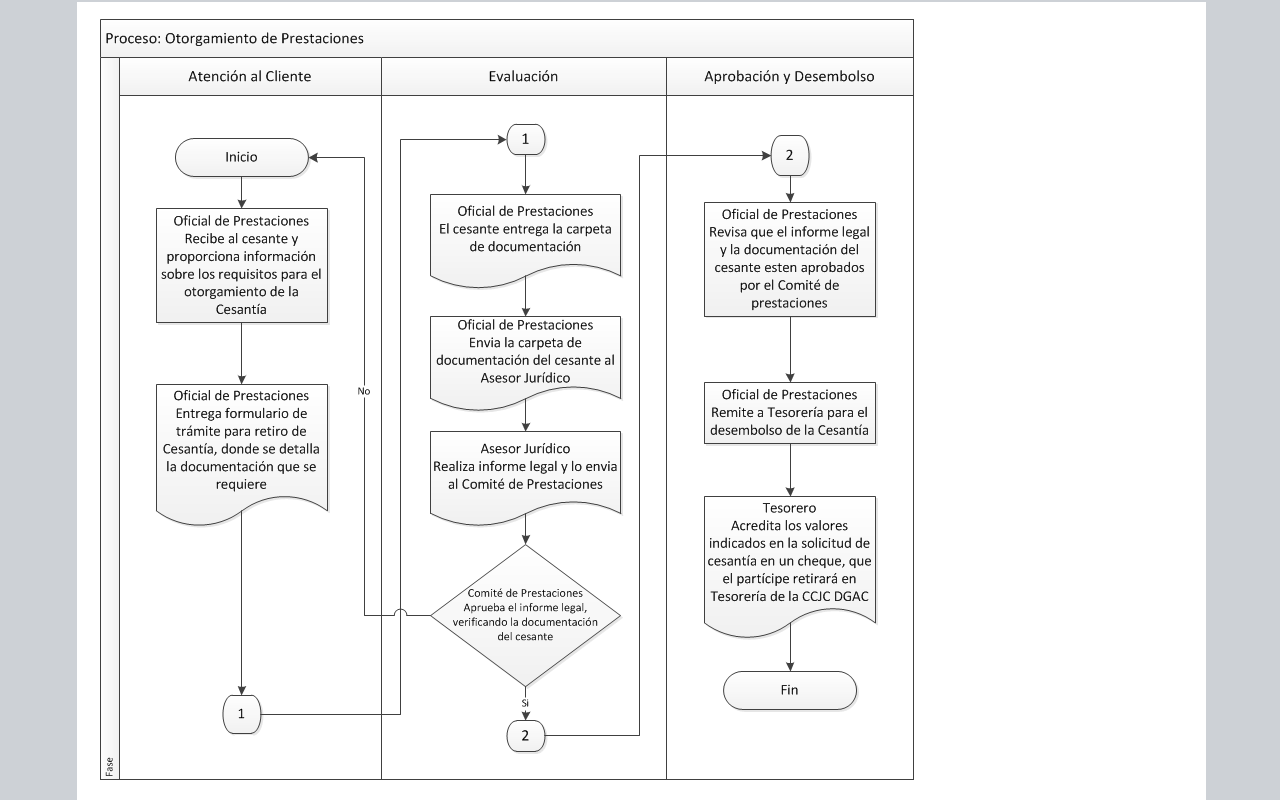 Proceso: Otorgamiento de Prestaciones
Atención al Cliente
Evaluación
Aprobación y Desembolso
Inicio
Oficial de Prestaciones
Recibe al cesante y
proporciona información
sobre los requisitos para el
otorgamiento de la
Cesantía
Oficial de Prestaciones
Entrega formulario de
trámite para retiro de
Cesantía, donde se detalla
la documentación que se
requiere
1
No
1
Oficial de Prestaciones
El cesante entrega la carpeta
de documentación
Oficial de Prestaciones
Envia la carpeta de
documentación del cesante al
Asesor Jurídico
Asesor Jurídico
Realiza informe legal y lo envia
al Comité de Prestaciones
Comité de Prestaciones
Aprueba el informe legal,
verificando la documentación
del cesante
Si
2
2
Oficial de Prestaciones
Revisa que el informe legal
y la documentación del
cesante esten aprobados
por el Comité de
prestaciones
Oficial de Prestaciones
Remite a Tesorería para el
desembolso de la Cesantía
Tesorero
Acredita los valores
indicados en la solicitud de
cesantía en un cheque, que
el partícipe retirará en
Tesorería de la CCJC DGAC
Fin
Fase